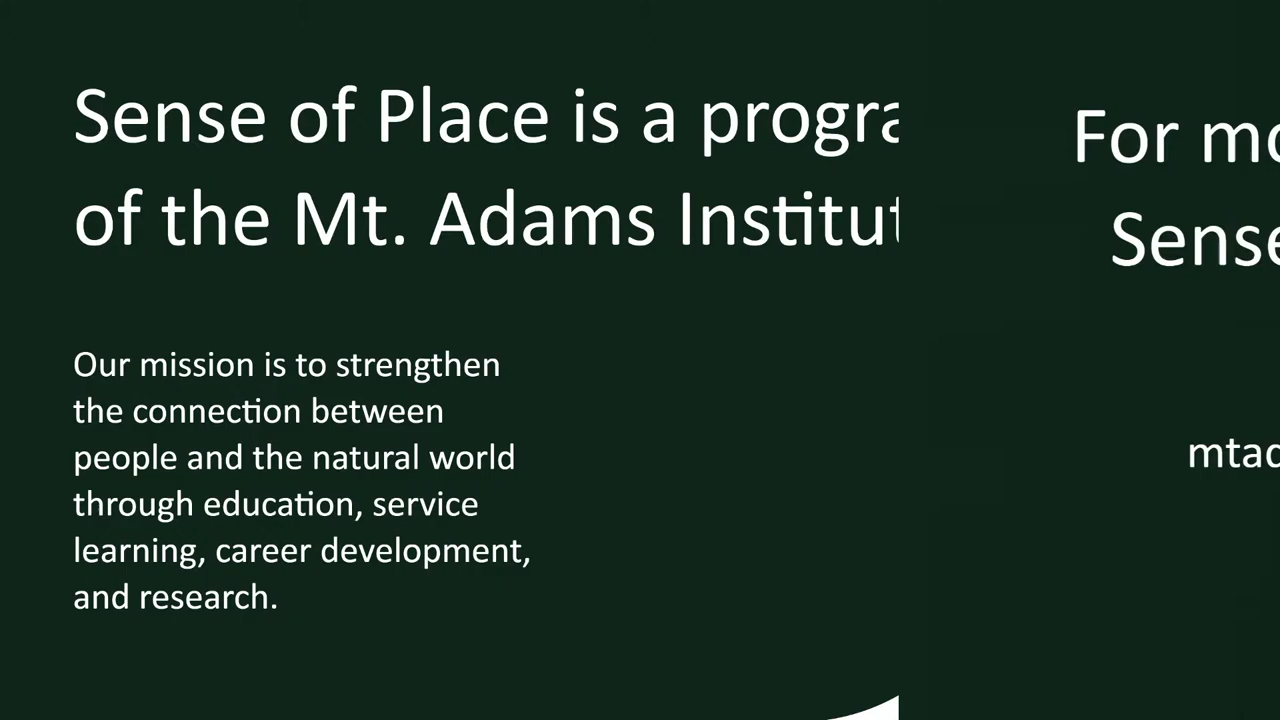 Sense of Place is a progra
of the Mt. Adams Institut
Our mission is to strengthen
the connection between
people and the natural world
through education, service
learning, career development,
and research.
For mo
Sense
mtad